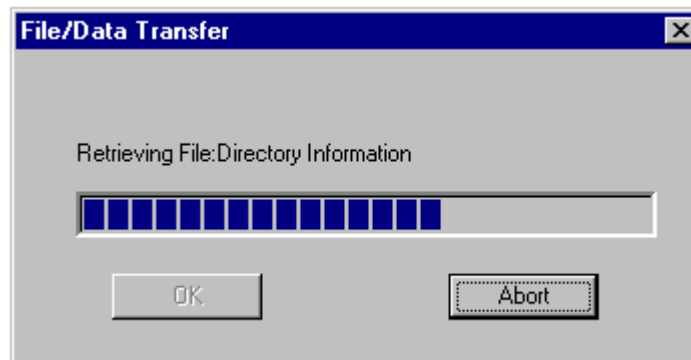 File/Data Transfer
Retrieving File:Directory Information
OK
Abort